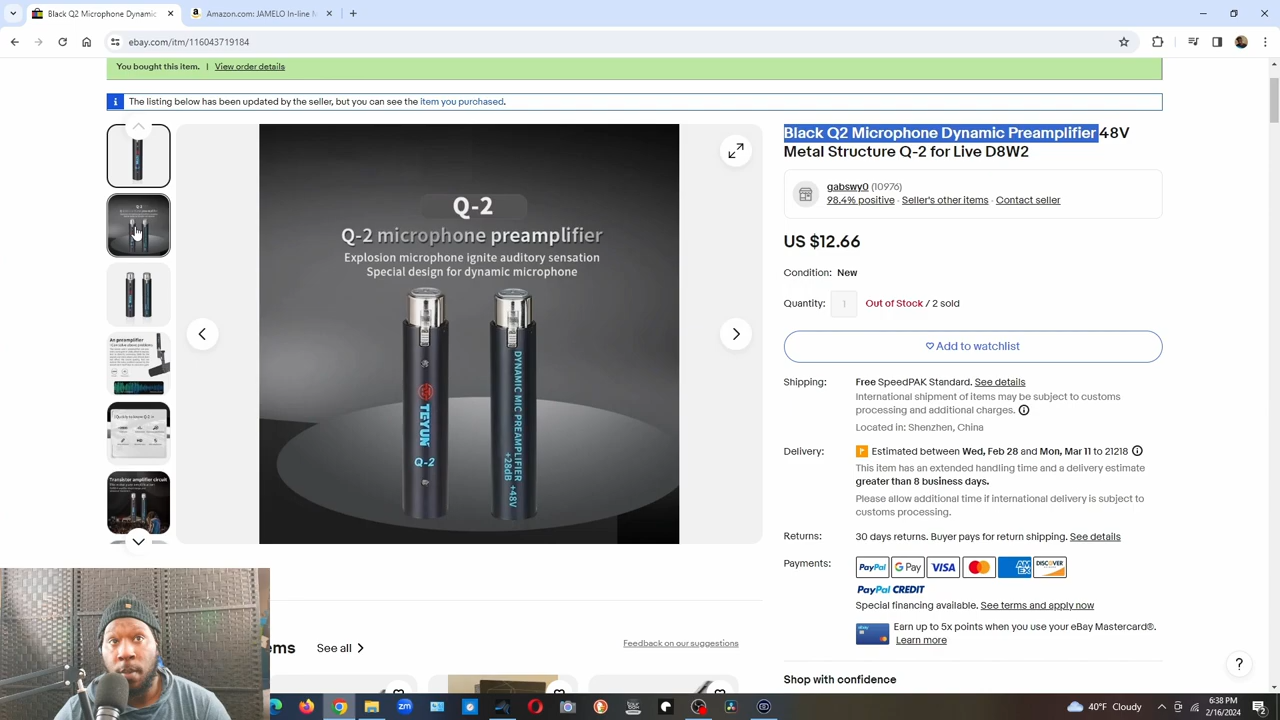 Black Q2 Microphone Dynamic
Amazon.com: JAMELO In-line M
ebay.com/itm/116043719184
You bought this item. | View order details
The listing below has been updated by the seller, but you can see the item you purchased.
Q-2
Q-2 microphone preamplifier
Explosion microphone ignite auditory sensation
Special design for dynamic microphone
TEYUN
DYNAMIC MIC PREAMPLIFIER
+28dB +48V
Q-2
An preamplifier
Transistor amplifier circuit
Black Q2 Microphone Dynamic Preamplifier 48V
Metal Structure Q-2 for Live D8W2
gabswy0 (10976)
98.4% positive · Seller's other items · Contact seller
US $12.66
Condition: New
Quantity: 1 Out of Stock / 2 sold
Add to watchlist
Shipping: Free SpeedPAK Standard. See details
International shipment of items may be subject to customs
processing and additional charges.
Located in: Shenzhen, China
Delivery: Estimated between Wed, Feb 28 and Mon, Mar 11 to 21218
This item has an extended handling time and a delivery estimate
greater than 8 business days.
Please allow additional time if international delivery is subject to
customs processing.
Returns: 30 days returns. Buyer pays for return shipping. See details
Payments: PayPal G Pay VISA AMEX DISCOVER
PayPal CREDIT
Special financing available. See terms and apply now
Earn up to 5x points when you use your eBay Mastercard®.
Learn more
Shop with confidence
ems See all
Feedback on our suggestions
40°F Cloudy
6:38 PM
2/16/2024